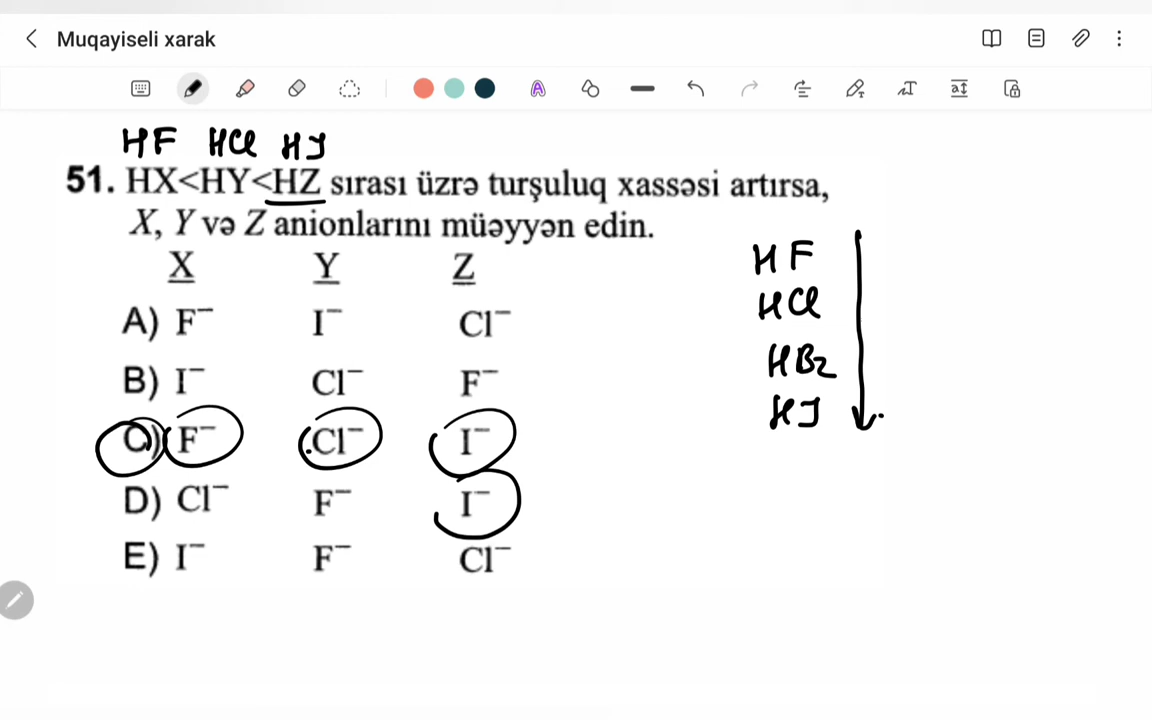 Muqayiseli xarak
HF HCl HJ
51. HX<HY<HZ sırası üzrə turşuluq xassəsi artırsa,
X, Y və Z anionlarını müəyyən edin.
X Y Z
A) F⁻ I⁻ Cl⁻
B) I⁻ Cl⁻ F⁻
C) F⁻ Cl⁻ I⁻
D) Cl⁻ F⁻ I⁻
E) I⁻ F⁻ Cl⁻
HF
HCl
HBr
HJ